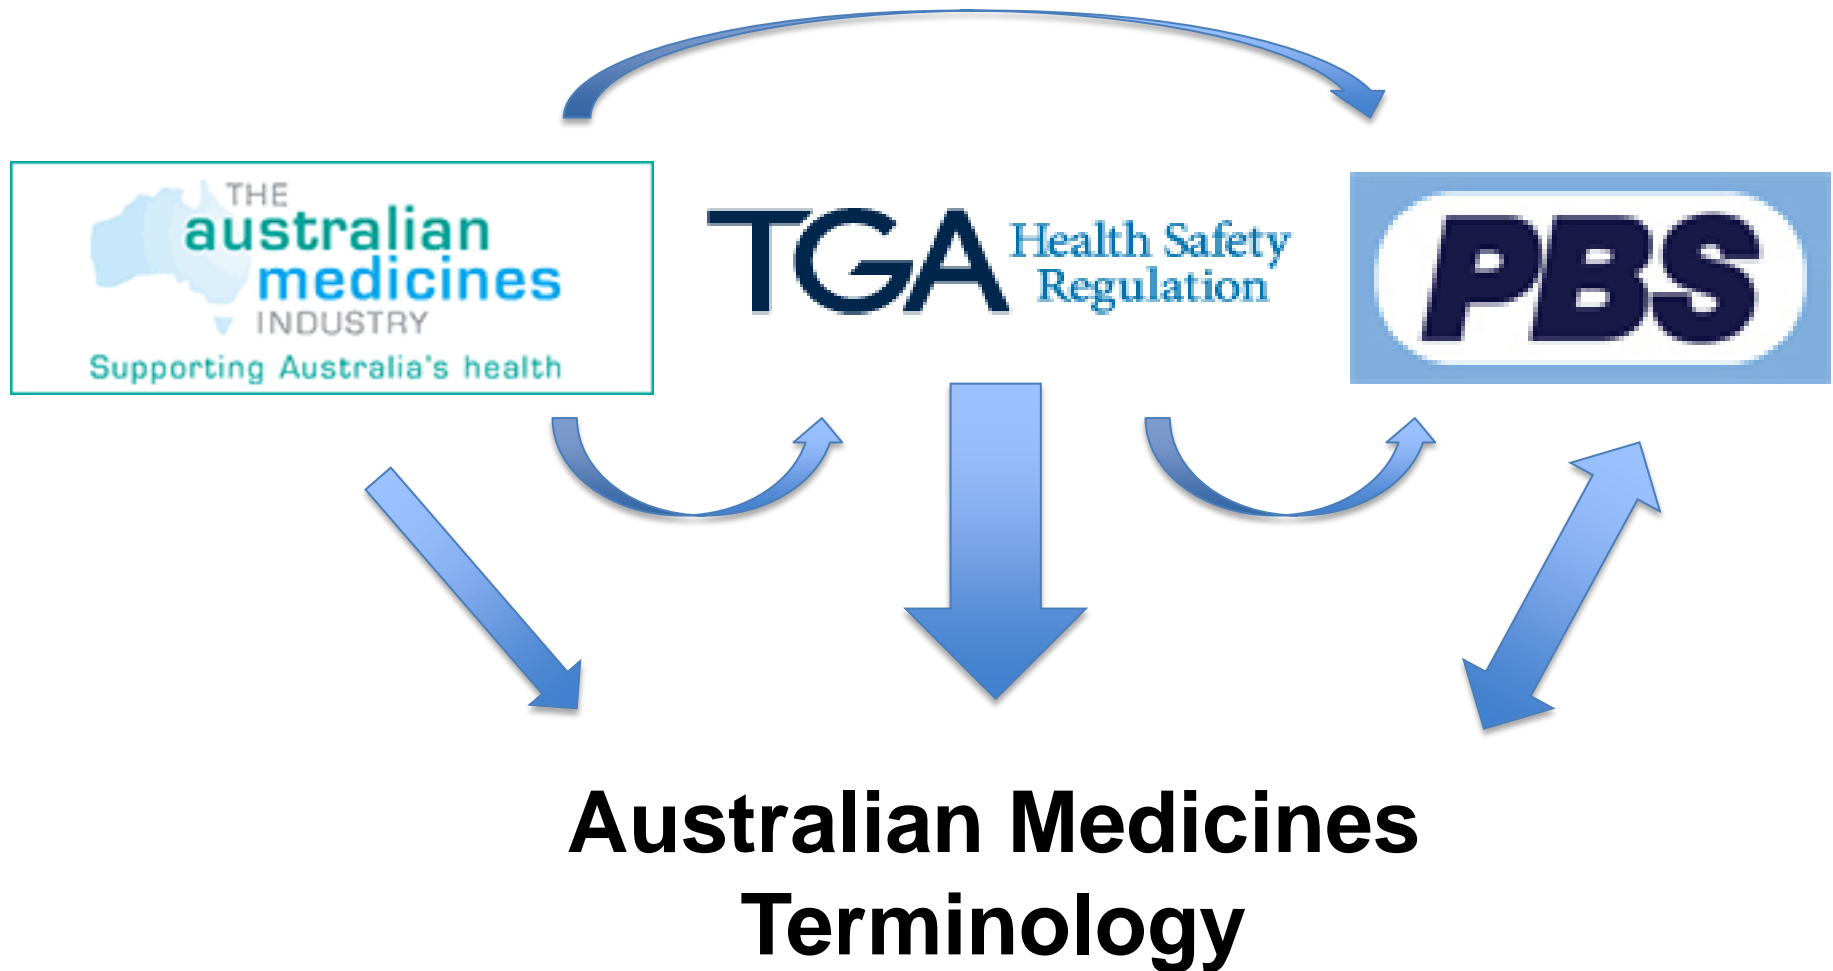 THE
australian
medicines
INDUSTRY
Supporting Australia's health
TGA
Health Safety
Regulation
PBS
Australian Medicines
Terminology